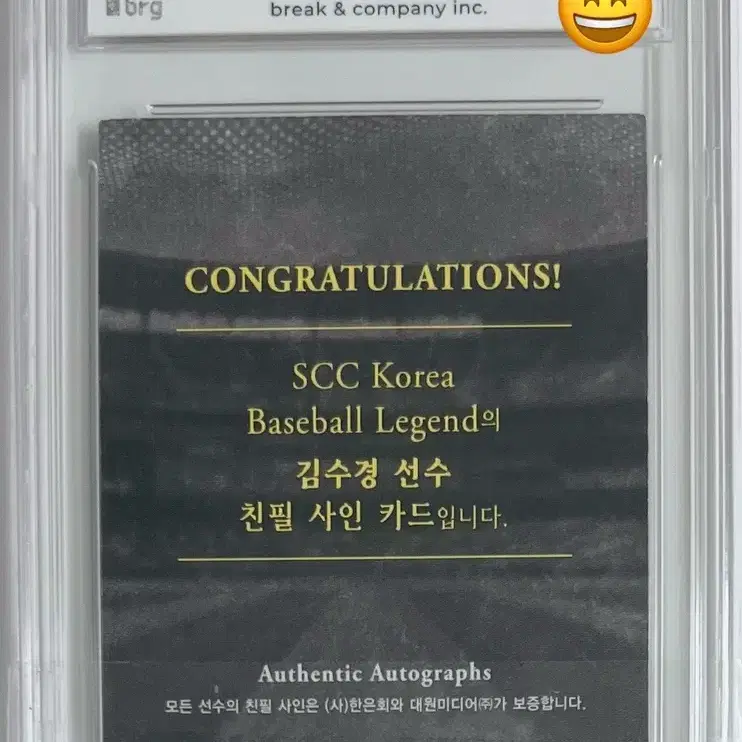 brg
break & company inc.
CONGRATULATIONS!
SCC Korea
Baseball Legend의
김수경 선수
친필 사인 카드입니다.
Authentic Autographs
모든 선수의 친필 사인은 (사)한은회와 대원미디어㈜가 보증합니다.